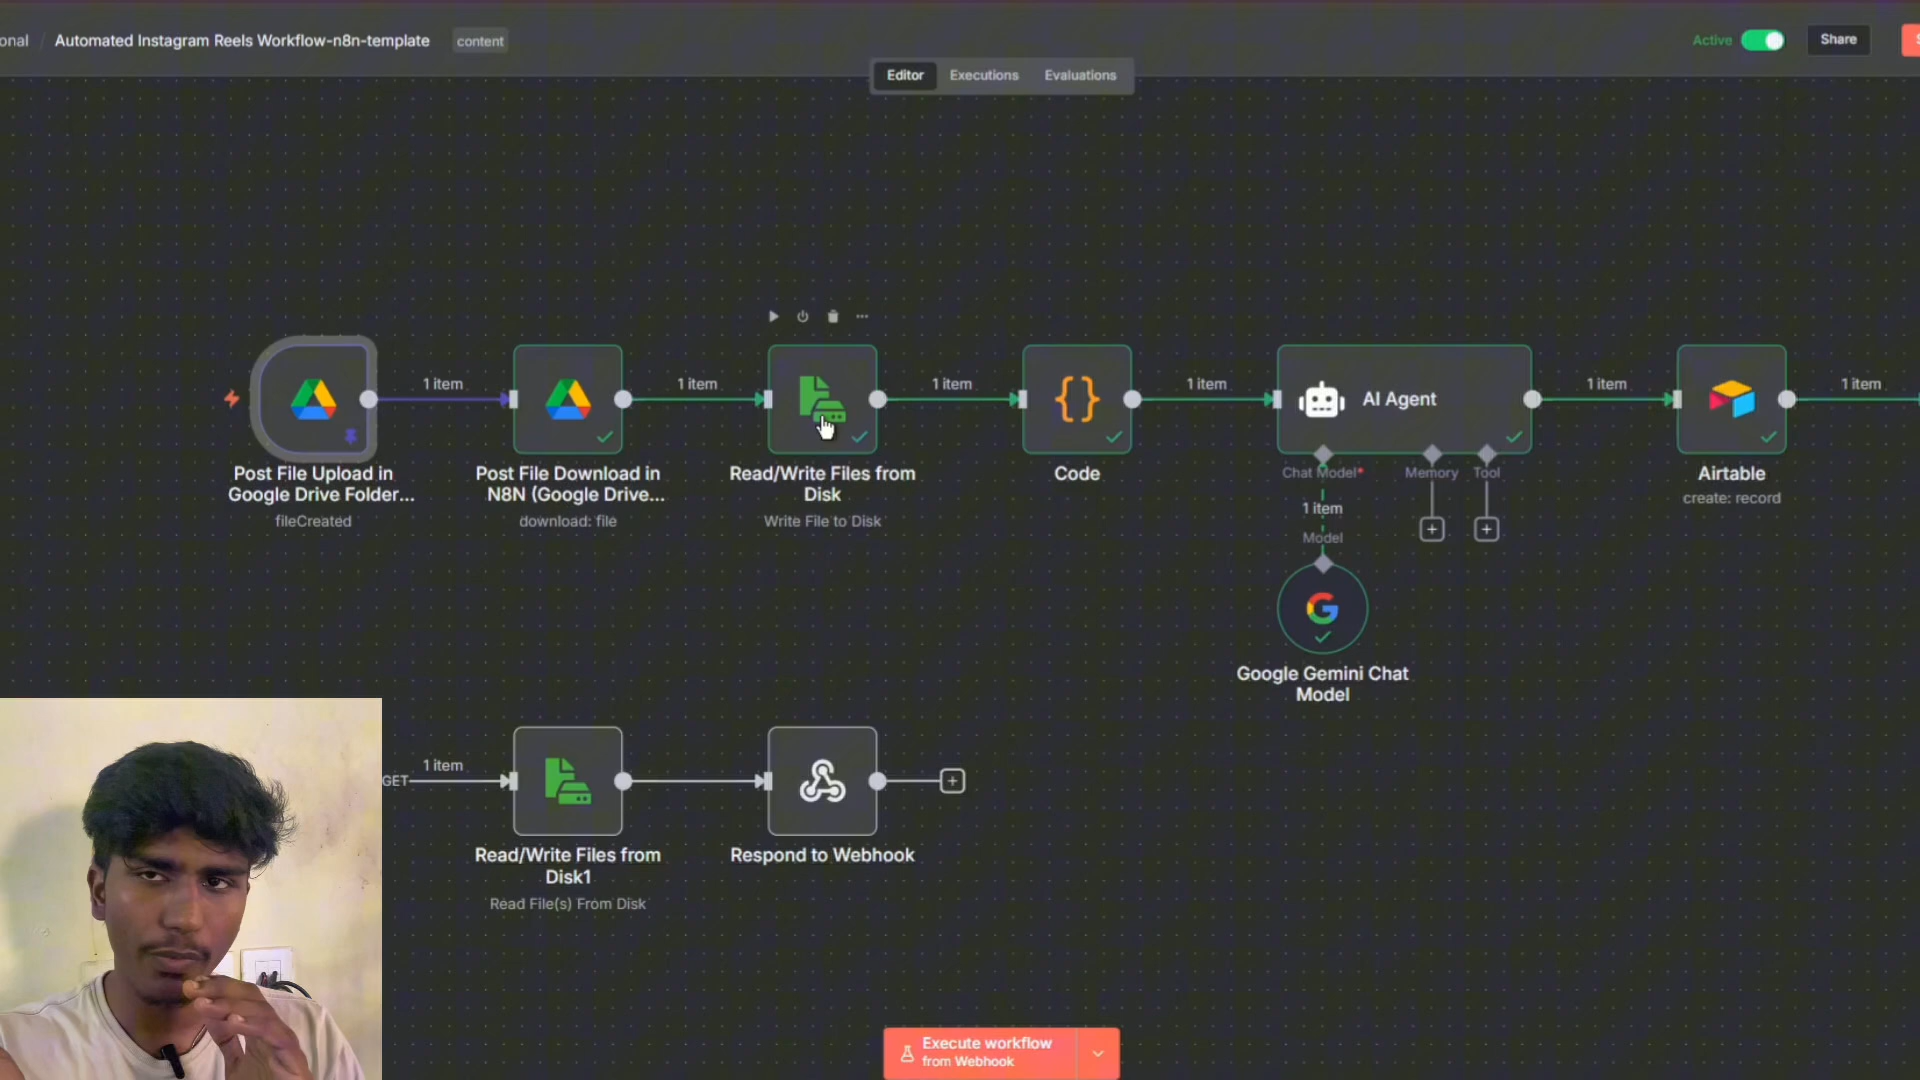 onal / Automated Instagram Reels Workflow-n8n-template content
Active
Share
S
Editor Executions Evaluations
1 item
1 item
1 item
1 item
1 item
1 item
AI Agent
Post File Upload in
Google Drive Folder...
fileCreated
Post File Download in
N8N (Google Drive...
download: file
Read/Write Files from
Disk
Write File to Disk
Code
Chat Model*
Memory
Tool
1 item
Model
Airtable
create: record
Google Gemini Chat
Model
GET
1 item
Read/Write Files from
Disk1
Read File(s) From Disk
Respond to Webhook
Execute workflow
from Webhook